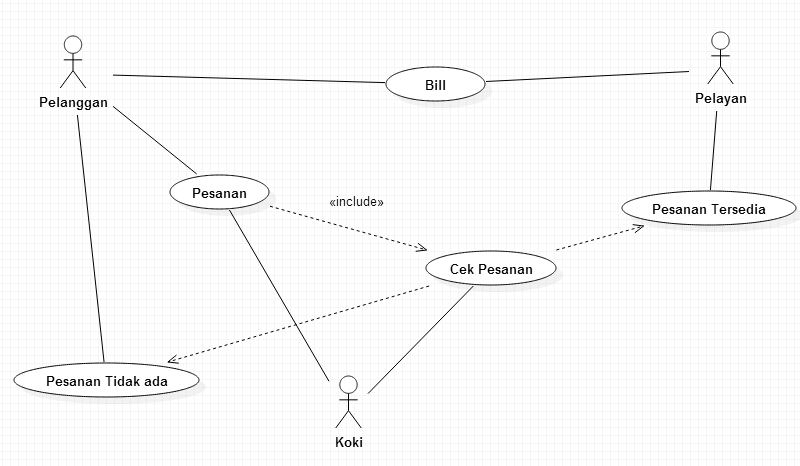 Pelanggan
Bill
Pelayan
Pesanan
«include»
Pesanan Tersedia
Cek Pesanan
Pesanan Tidak ada
Koki